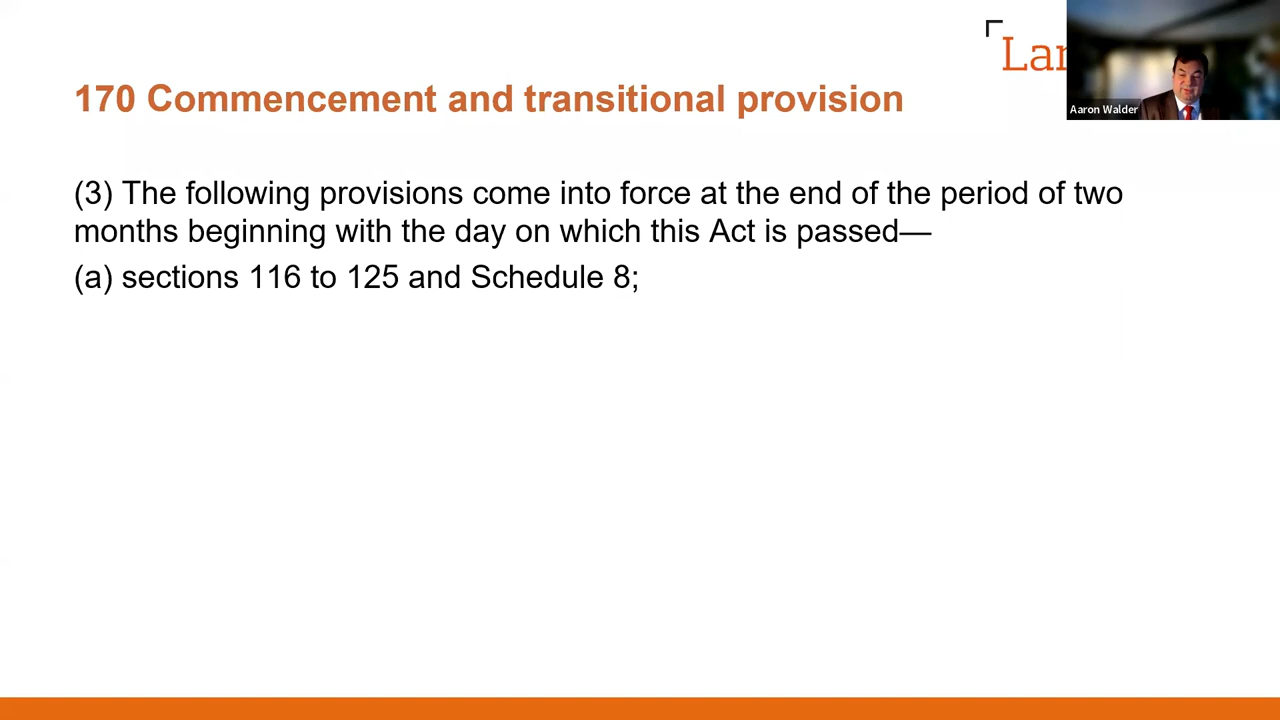 Lar
170 Commencement and transitional provision
Aaron Walder
(3) The following provisions come into force at the end of the period of two
months beginning with the day on which this Act is passed—
(a) sections 116 to 125 and Schedule 8;